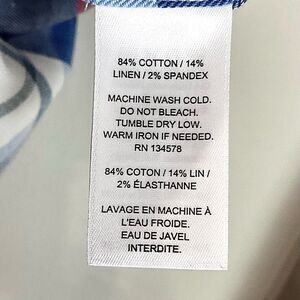 84% COTTON / 14%
LINEN / 2% SPANDEX
MACHINE WASH COLD.
DO NOT BLEACH.
TUMBLE DRY LOW.
WARM IRON IF NEEDED.
RN 134578
84% COTON / 14% LIN /
2% ÉLASTHANNE
LAVAGE EN MACHINE À
L'EAU FROIDE.
EAU DE JAVEL
INTERDITE.